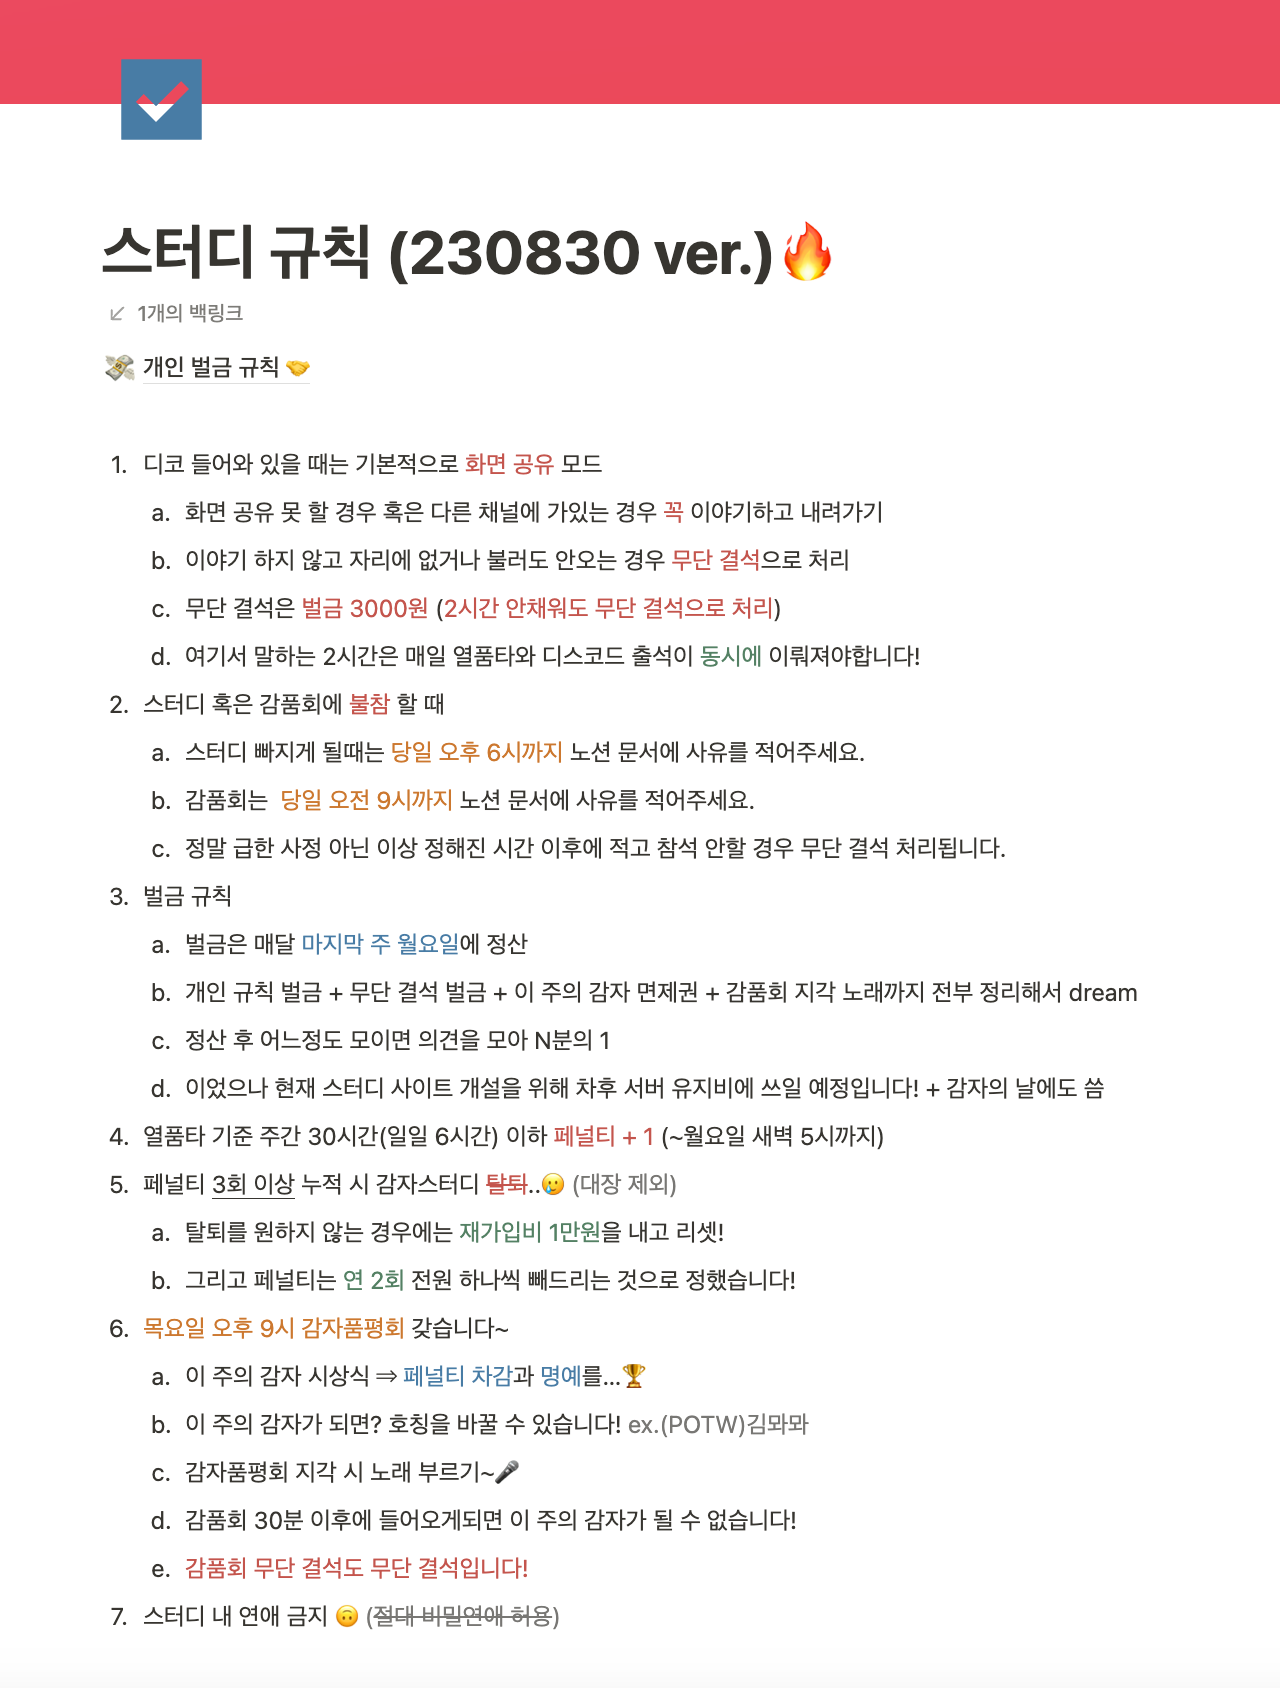 스터디 규칙 (230830 ver.)🔥
1개의 백링크
💸 개인 벌금 규칙 🤝
1. 디코 들어와 있을 때는 기본적으로 화면 공유 모드
a. 화면 공유 못 할 경우 혹은 다른 채널에 가있는 경우 꼭 이야기하고 내려가기
b. 이야기 하지 않고 자리에 없거나 불러도 안오는 경우 무단 결석으로 처리
c. 무단 결석은 벌금 3000원 (2시간 안채워도 무단 결석으로 처리)
d. 여기서 말하는 2시간은 매일 열품타와 디스코드 출석이 동시에 이뤄져야합니다!
2. 스터디 혹은 감품회에 불참 할 때
a. 스터디 빠지게 될때는 당일 오후 6시까지 노션 문서에 사유를 적어주세요.
b. 감품회는 당일 오전 9시까지 노션 문서에 사유를 적어주세요.
c. 정말 급한 사정 아닌 이상 정해진 시간 이후에 적고 참석 안할 경우 무단 결석 처리됩니다.
3. 벌금 규칙
a. 벌금은 매달 마지막 주 월요일에 정산
b. 개인 규칙 벌금 + 무단 결석 벌금 + 이 주의 감자 면제권 + 감품회 지각 노래까지 전부 정리해서 dream
c. 정산 후 어느정도 모이면 의견을 모아 N분의 1
d. 이었으나 현재 스터디 사이트 개설을 위해 차후 서버 유지비에 쓰일 예정입니다! + 감자의 날에도 씀
4. 열품타 기준 주간 30시간(일일 6시간) 이하 페널티 + 1 (~월요일 새벽 5시까지)
5. 페널티 3회 이상 누적 시 감자스터디 탈퇴..🥲 (대장 제외)
a. 탈퇴를 원하지 않는 경우에는 재가입비 1만원을 내고 리셋!
b. 그리고 페널티는 연 2회 전원 하나씩 빼드리는 것으로 정했습니다!
6. 목요일 오후 9시 감자품평회 갖습니다~
a. 이 주의 감자 시상식 ⇒ 페널티 차감과 명예를...🏆
b. 이 주의 감자가 되면? 호칭을 바꿀 수 있습니다! ex.(POTW)김뫄뫄
c. 감자품평회 지각 시 노래 부르기~🎤
d. 감품회 30분 이후에 들어오게되면 이 주의 감자가 될 수 없습니다!
e. 감품회 무단 결석도 무단 결석입니다!
7. 스터디 내 연애 금지 🙃 (절대 비밀연애 허용)